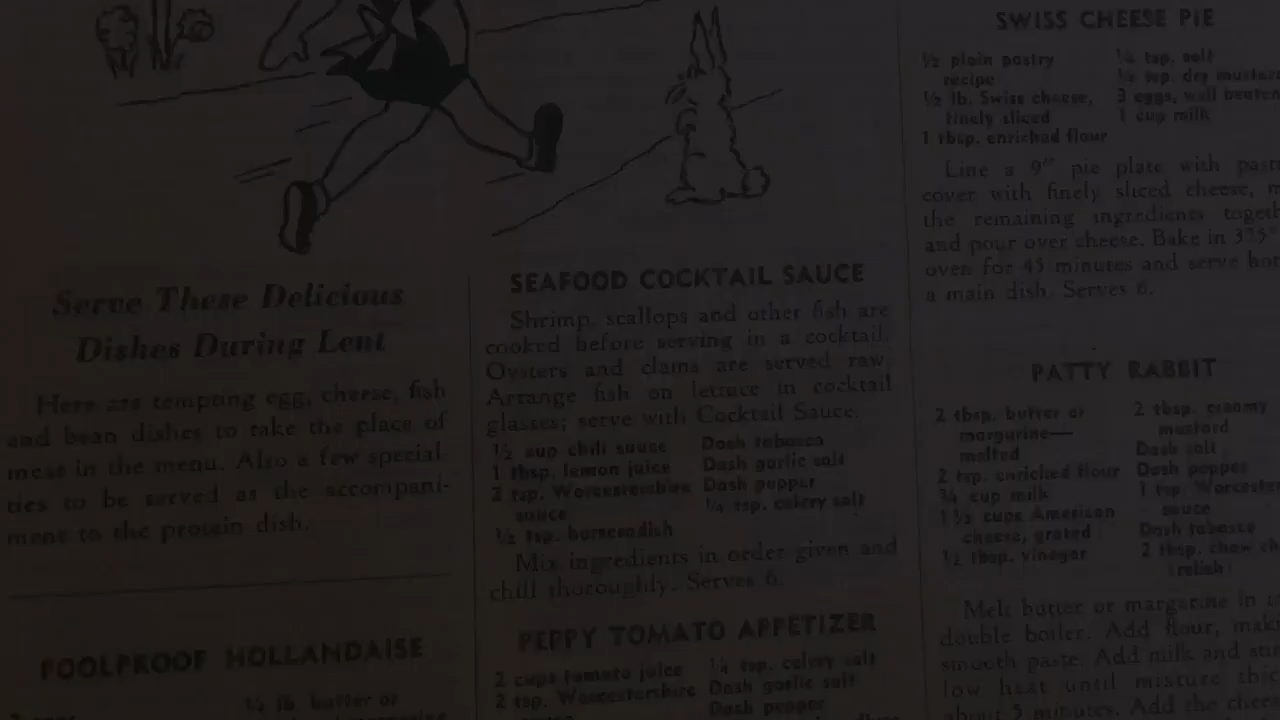 Serve These Delicious
Dishes During Lent
Here are tempting egg, cheese, fish
and bean dishes to take the place of
meat in the menu. Also a few special-
ties to be served as the accompani-
ment to the protein dish.
FOOLPROOF HOLLANDAISE
¼ lb. butter or
SEAFOOD COCKTAIL SAUCE
Shrimp, scallops and other fish are
cooked before serving in a cocktail.
Oysters and clams are served raw.
Arrange fish on lettuce in cocktail
glasses; serve with Cocktail Sauce.
½ cup chili sauce
1 tbsp. lemon juice
2 tsp. Worcestershire
sauce
½ tsp. horseradish
Dash tabasco
Dash garlic salt
Dash pepper
¼ tsp. celery salt
Mix ingredients in order given and
chill thoroughly. Serves 6.
PEPPY TOMATO APPETIZER
2 cups tomato juice
2 tsp. Worcestershire
¼ tsp. celery salt
Dash garlic salt
Dash pepper
SWISS CHEESE PIE
½ plain pastry
recipe
½ lb. Swiss cheese,
finely sliced
1 tbsp. enriched flour
¼ tsp. salt
¼ tsp. dry mustard
3 eggs, well beaten
1 cup milk
Line a 9" pie plate with
cover with finely sliced cheese,
the remaining ingredients
and pour over cheese. Bake in 375°
oven for 45 minutes and serve hot
a main dish. Serves 6.
PATTY RABBIT
2 tbsp. butter or
margarine—
melted
2 tsp. enriched flour
¾ cup milk
1½ cups American
cheese, grated
½ tbsp. vinegar
2 tbsp. creamy
mustard
Dash salt
Dash pepper
1 tsp.
sauce
Dash tabasco
2 tbsp. chow
(relish)
Melt butter or margarine in
double boiler. Add flour,
smooth paste. Add milk and
low heat until mixture
about 5 minutes. Add the